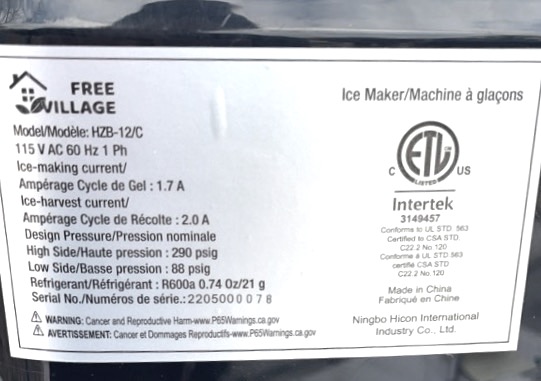 FREE
VILLAGE
Ice Maker/Machine à glaçons
Model/Modèle: HZB-12/C
115 V AC 60 Hz 1 Ph
Ice-making current/
Ampérage Cycle de Gel : 1.7 A
Ice-harvest current/
Ampérage Cycle de Récolte : 2.0 A
Design Pressure/Pression nominale
High Side/Haute pression : 290 psig
Low Side/Basse pression : 88 psig
Refrigerant/Réfrigérant : R600a 0.74 Oz/21 g
Serial No./Numéros de série.: 2205000078
WARNING: Cancer and Reproductive Harm-www.P65Warnings.ca.gov
AVERTISSEMENT: Cancer et Dommages Reproductifs-www.P65Warnings.ca.gov
ETL
C LISTED US
Intertek
3149457
Conforms to UL STD .563
Certified to CSA STD.
C22.2 No.120
Conforme à UL STD.563
certifié CSA STD
C22.2 No.120
Made in China
Fabriqué en Chine
Ningbo Hicon International
Industry Co., Ltd.